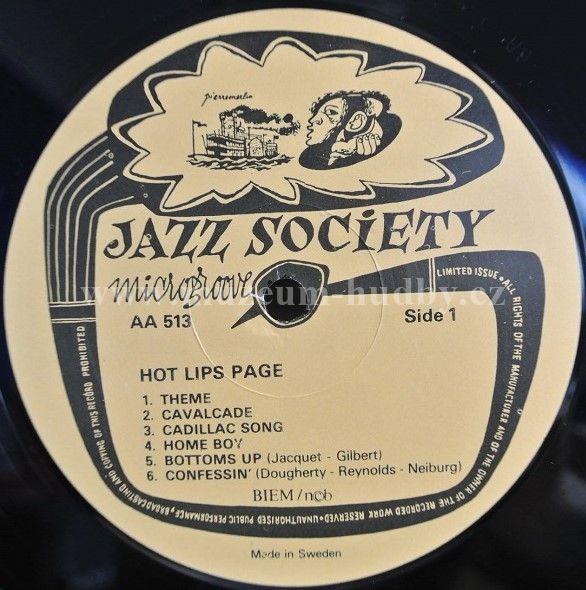 pierremerlin
JAZZ SOCiETY
microgroove
www.museum-hudby.cz
AA 513
Side 1
HOT LIPS PAGE
1. THEME
2. CAVALCADE
3. CADILLAC SONG
4. HOME BOY
5. BOTTOMS UP (Jacquet - Gilbert)
6. CONFESSIN' (Dougherty - Reynolds - Neiburg)
BIEM/ncb
Made in Sweden
LIMITED ISSUE • ALL RIGHTS OF THE MANUFACTURER AND OF THE OWNER OF THE RECORDED WORK RESERVED • UNAUTHORISED PUBLIC PERFORMANCE, BROADCASTING AND COPYING OF THIS RECORD PROHIBITED